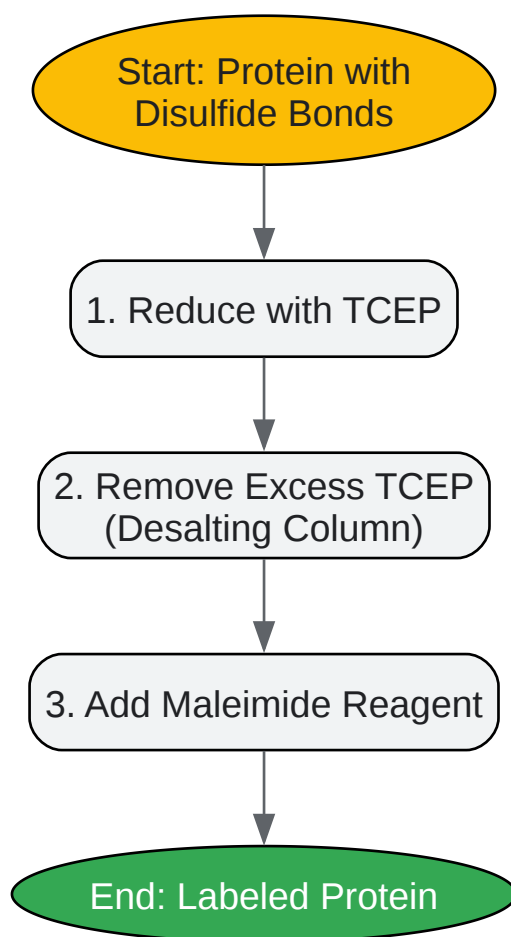 Start: Protein with
Disulfide Bonds
1. Reduce with TCEP
2. Remove Excess TCEP
(Desalting Column)
3. Add Maleimide Reagent
End: Labeled Protein